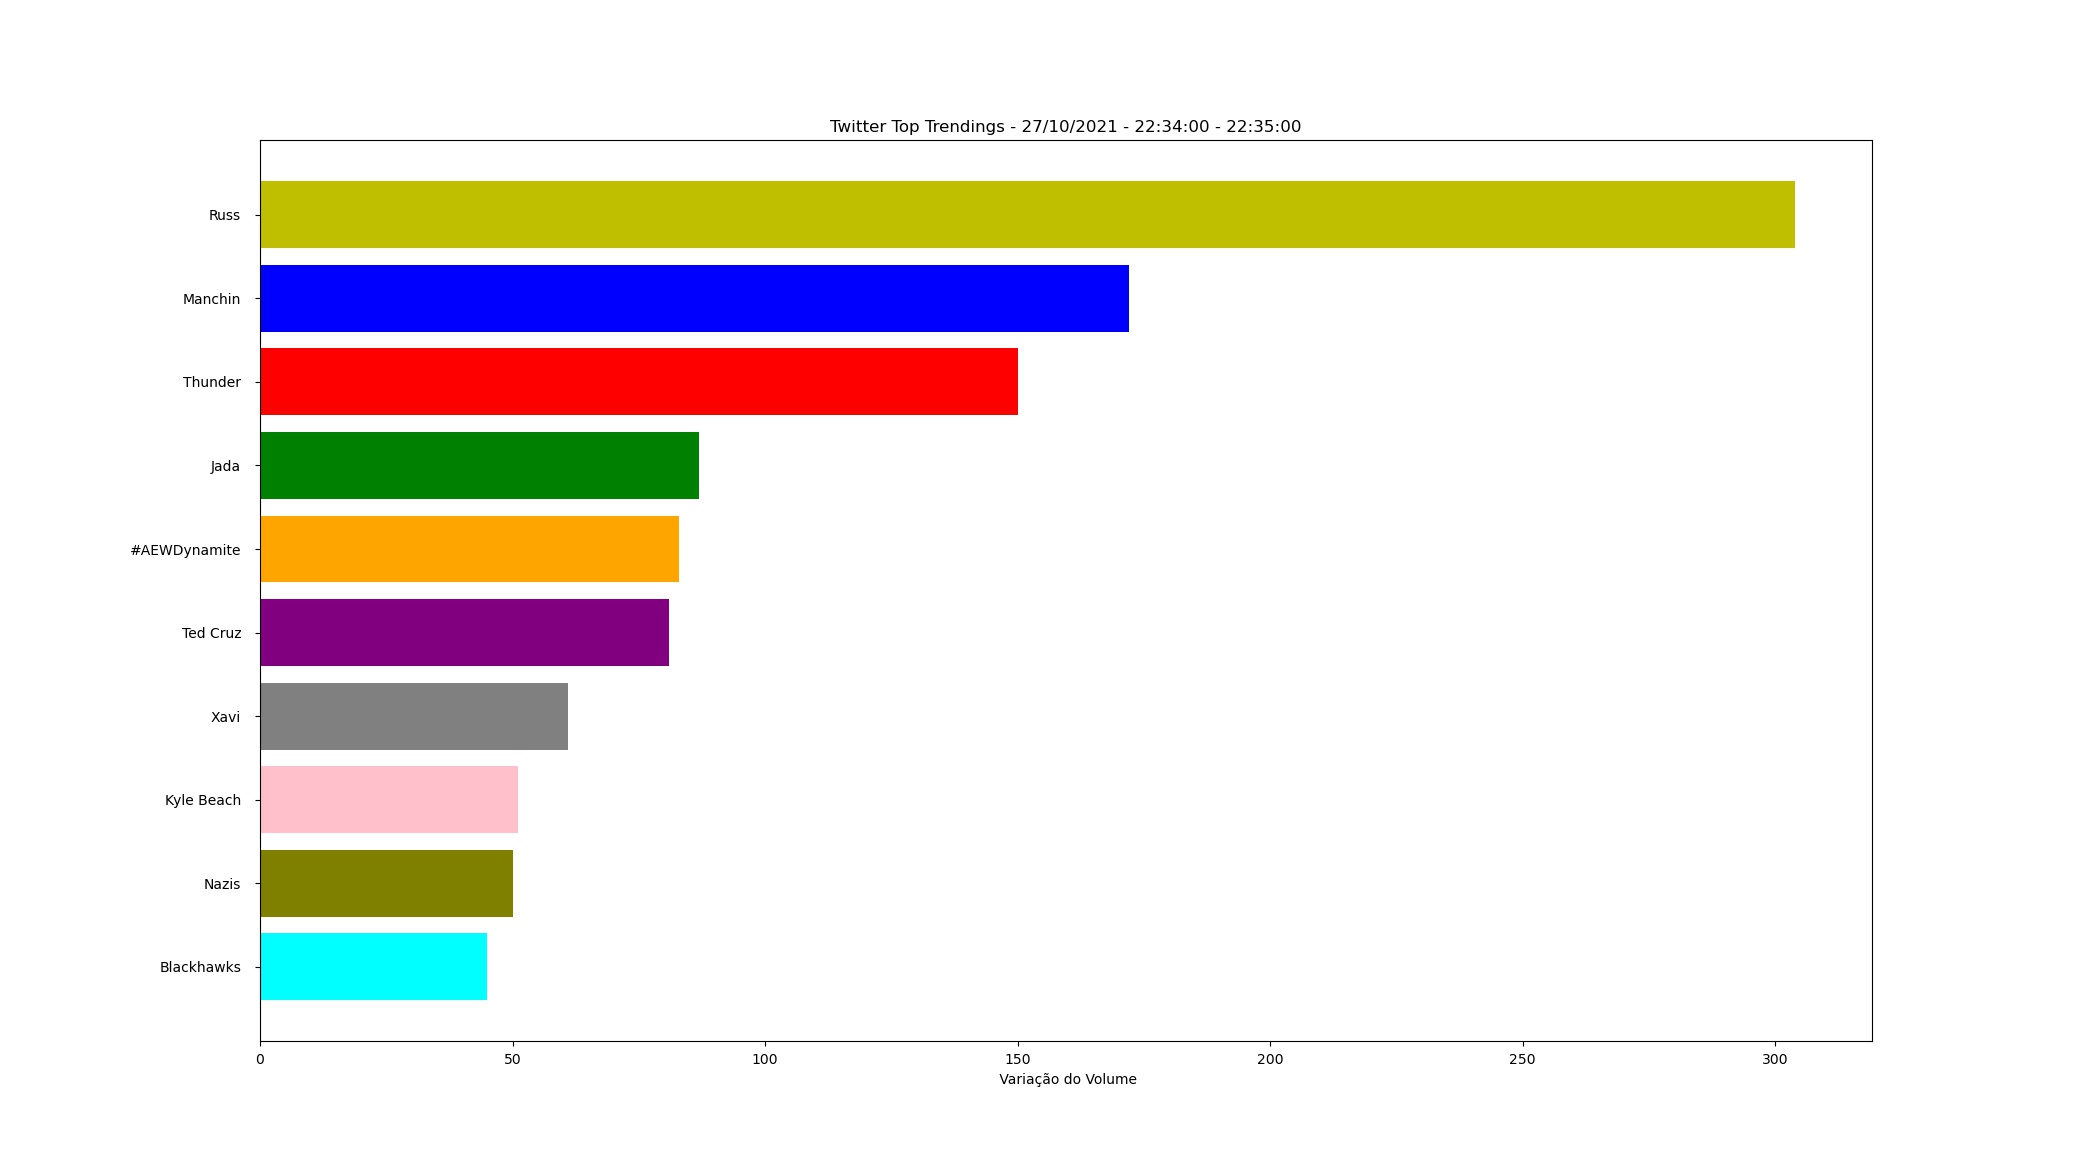 Twitter Top Trendings - 27/10/2021 - 22:34:00 - 22:35:00
Russ
Manchin
Thunder
Jada
#AEWDynamite
Ted Cruz
Xavi
Kyle Beach
Nazis
Blackhawks
0 50 100 150 200 250 300
Variação do Volume